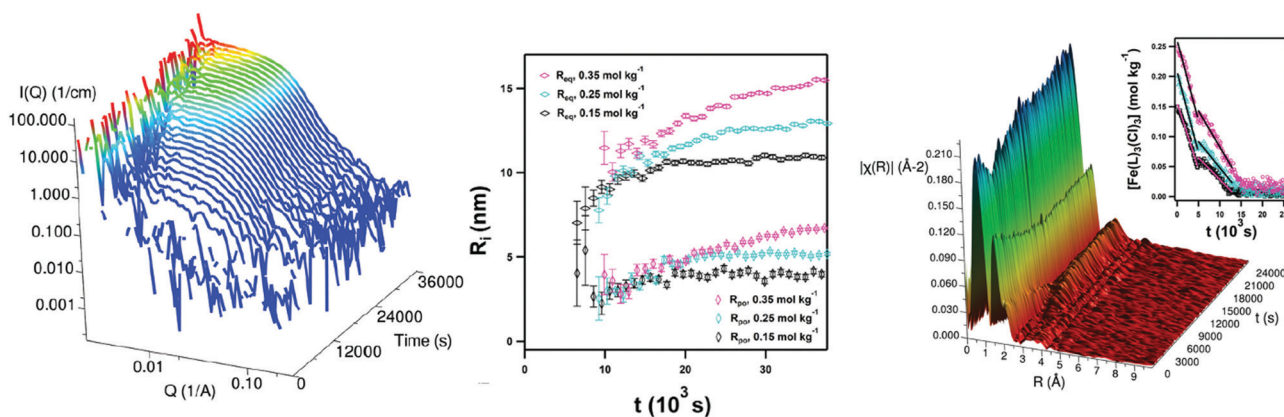 I(Q) (1/cm)
100.000
10.000
1.000
0.100
0.010
0.001
0.01
0.10
Q (1/A)
0
12000
24000
36000
Time (s)
R_eq, 0.35 mol kg⁻¹
R_eq, 0.25 mol kg⁻¹
R_eq, 0.15 mol kg⁻¹
15
10
5
0
R_i (nm)
R_po, 0.35 mol kg⁻¹
R_po, 0.25 mol kg⁻¹
R_po, 0.15 mol kg⁻¹
0
10
20
30
t (10³ s)
|χ(R)| (Å-2)
0.210
0.180
0.150
0.120
0.090
0.060
0.030
0.000
0 1 2 3 4 5 6 7 8 9
R (Å)
0
3000
6000
9000
12000
15000
18000
21000
24000
t (s)
[Fe(L)₃(Cl)₃] (mol kg⁻¹)
0.25
0.20
0.15
0.10
0.05
0.00
0 5 10 15 20
t (10³ s)